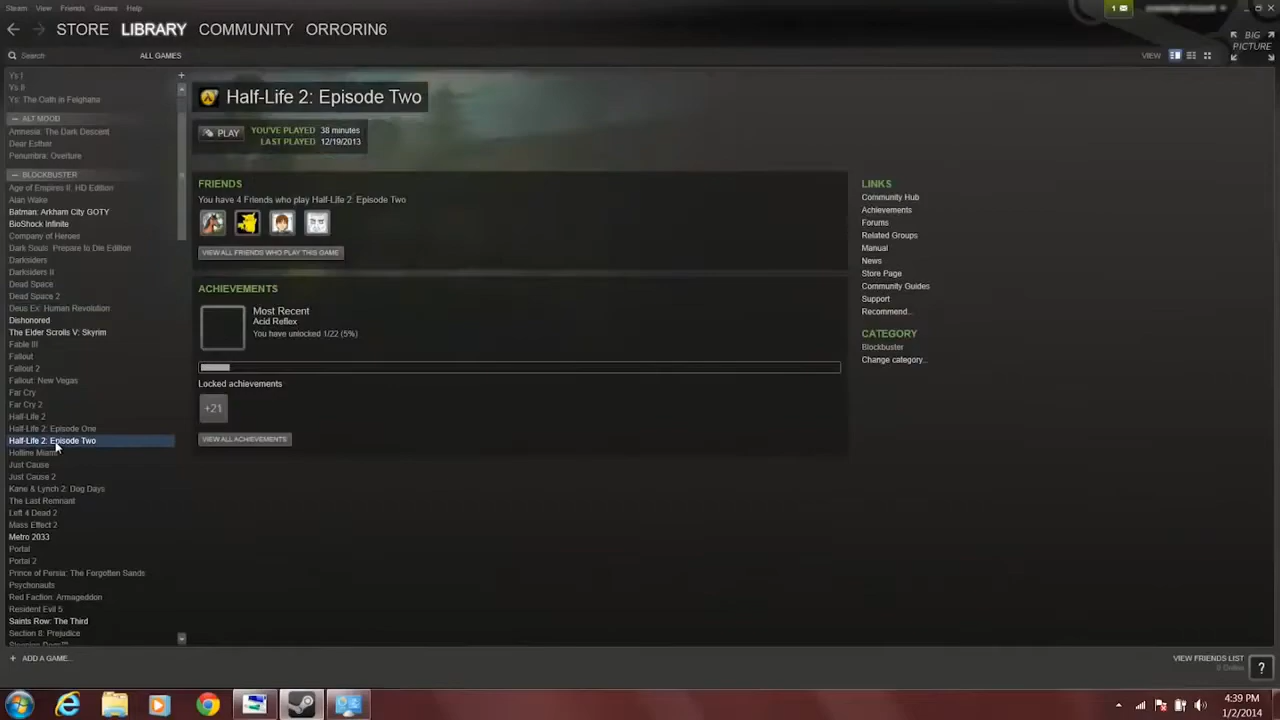 Steam View Friends Games Help
1
STORE LIBRARY COMMUNITY ORRORIN6
BIG PICTURE
Search ALL GAMES
VIEW
Ys I
Ys II
Ys: The Oath in Felghana
ALT MOOD
Amnesia: The Dark Descent
Dear Esther
Penumbra: Overture
BLOCKBUSTER
Age of Empires II: HD Edition
Alan Wake
Batman: Arkham City GOTY
BioShock Infinite
Company of Heroes
Dark Souls: Prepare to Die Edition
Darksiders
Darksiders II
Dead Space
Dead Space 2
Deus Ex: Human Revolution
Dishonored
The Elder Scrolls V: Skyrim
Fable III
Fallout
Fallout 2
Fallout: New Vegas
Far Cry
Far Cry 2
Half-Life 2
Half-Life 2: Episode One
Half-Life 2: Episode Two
Hotline Miami
Just Cause
Just Cause 2
Kane & Lynch 2: Dog Days
The Last Remnant
Left 4 Dead 2
Mass Effect 2
Metro 2033
Portal
Portal 2
Prince of Persia: The Forgotten Sands
Psychonauts
Red Faction: Armageddon
Resident Evil 5
Saints Row: The Third
Section 8: Prejudice
+ ADD A GAME...
Half-Life 2: Episode Two
PLAY
YOU'VE PLAYED 38 minutes
LAST PLAYED 12/19/2013
FRIENDS
You have 4 Friends who play Half-Life 2: Episode Two
VIEW ALL FRIENDS WHO PLAY THIS GAME
ACHIEVEMENTS
Most Recent
Acid Reflex
You have unlocked 1/22 (5%)
Locked achievements
+21
VIEW ALL ACHIEVEMENTS
LINKS
Community Hub
Achievements
Forums
Related Groups
Manual
News
Store Page
Community Guides
Support
Recommend...
CATEGORY
Blockbuster
Change category...
VIEW FRIENDS LIST
0 Online
?
4:39 PM
1/2/2014